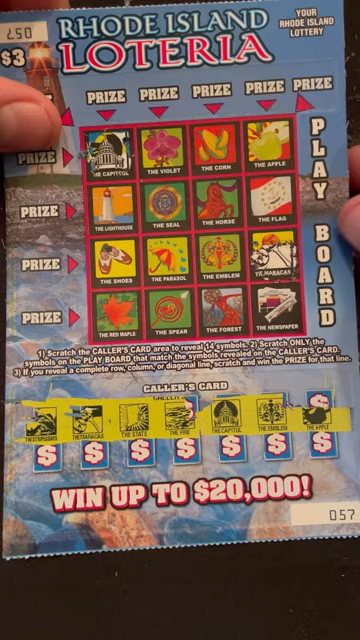 057
RHODE ISLAND
LOTERIA
YOUR
RHODE ISLAND
LOTTERY
$3
PRIZE PRIZE PRIZE PRIZE PRIZE
PRIZE
THE CAPITOL THE VIOLET THE CORN THE APPLE
PRIZE
THE LIGHTHOUSE THE SEAL THE HORSE THE FLAG
PRIZE
THE SHOES THE PARASOL THE EMBLEM THE MARACAS
PRIZE
THE RED MAPLE THE SPEAR THE FOREST THE NEWSPAPER
PLAY
BOARD
1) Scratch the CALLER'S CARD area to reveal 14 symbols. 2) Scratch ONLY the
symbols on the PLAY BOARD that match the symbols revealed on the CALLER'S CARD.
3) If you reveal a complete row, column, or diagonal line, scratch and win the PRIZE for that line.
CALLER'S CARD
THE MARACAS THE STATE THE FIRE THE CAPITOL THE EMBLEM THE APPLE
$ $ $ $ $ $ $
WIN UP TO $20,000!
057